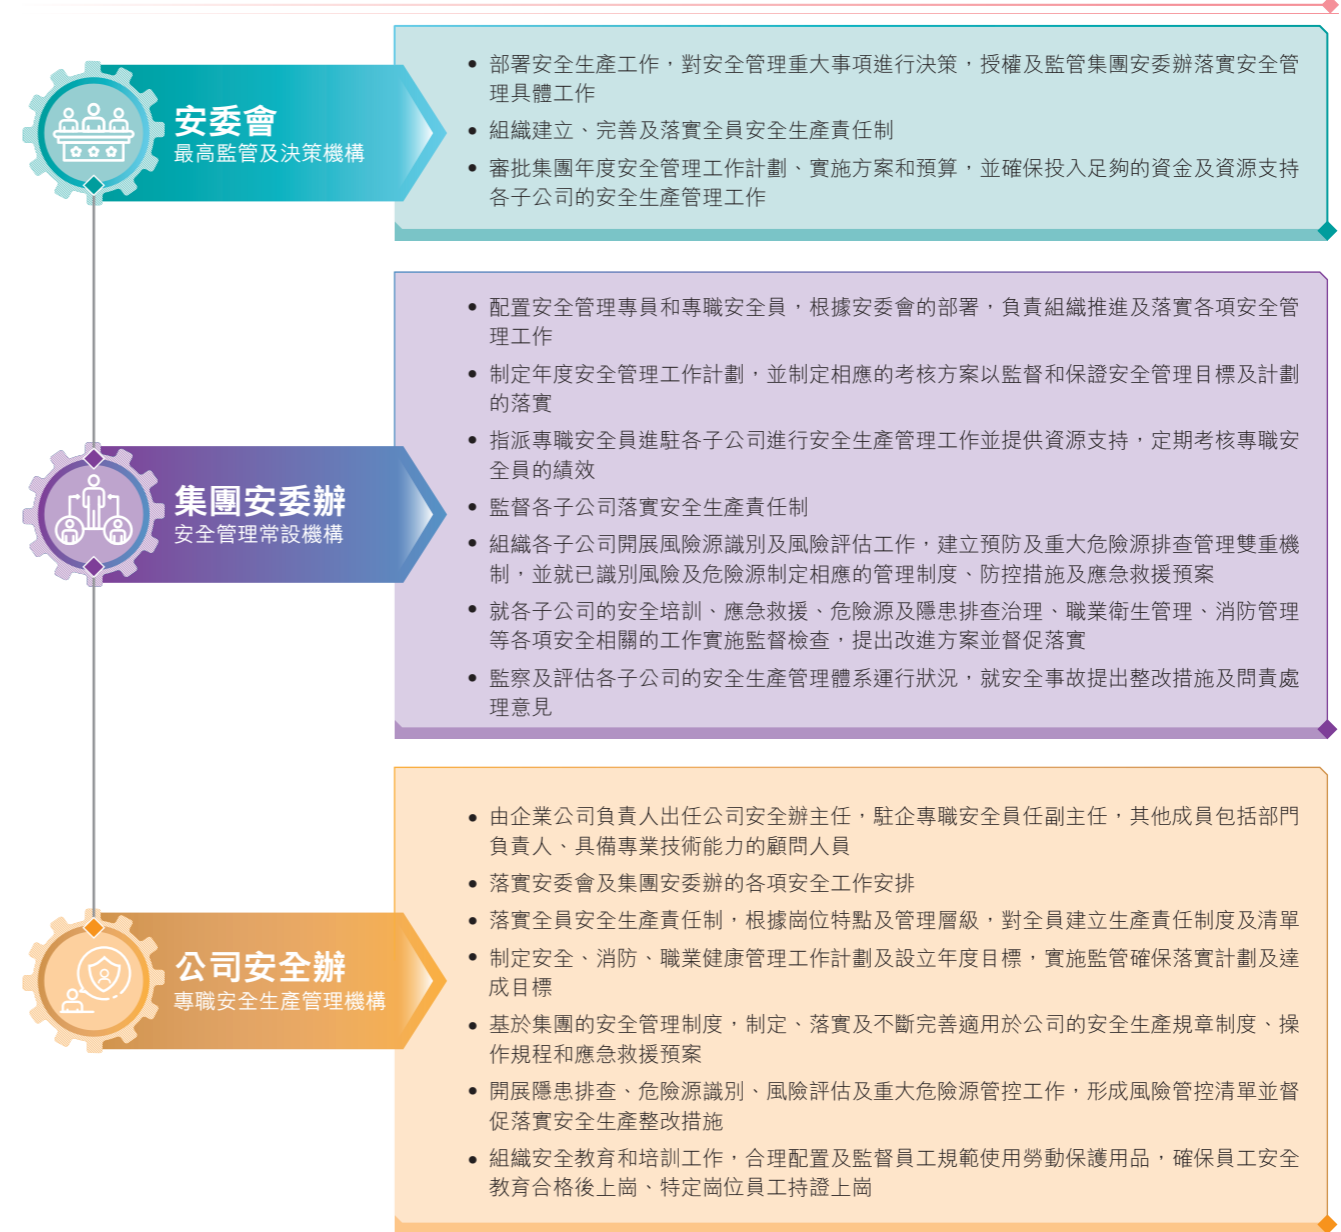 安委會
最高監管及決策機構
• 部署安全生產工作，對安全管理重大事項進行決策，授權及監管集團安委辦落實安全管
理具體工作
• 組織建立、完善及落實全員安全生產責任制
• 審批集團年度安全管理工作計劃、實施方案和預算，並確保投入足夠的資金及資源支持
各子公司的安全生產管理工作
集團安委辦
安全管理常設機構
• 配置安全管理專員和專職安全員，根據安委會的部署，負責組織推進及落實各項安全管
理工作
• 制定年度安全管理工作計劃，並制定相應的考核方案以監督和保證安全管理目標及計劃
的落實
• 指派專職安全員進駐各子公司進行安全生產管理工作並提供資源支持，定期考核專職安
全員的績效
• 監督各子公司落實安全生產責任制
• 組織各子公司開展風險源識別及風險評估工作，建立預防及重大危險源排查管理雙重機
制，並就已識別風險及危險源制定相應的管理制度、防控措施及應急救援預案
• 就各子公司的安全培訓、應急救援、危險源及隱患排查治理、職業衛生管理、消防管理
等各項安全相關的工作實施監督檢查，提出改進方案並督促落實
• 監察及評估各子公司的安全生產管理體系運行狀況，就安全事故提出整改措施及問責處
理意見
公司安全辦
專職安全生產管理機構
• 由企業公司負責人出任公司安全辦主任，駐企專職安全員任副主任，其他成員包括部門
負責人、具備專業技術能力的顧問人員
• 落實安委會及集團安委辦的各項安全工作安排
• 落實全員安全生產責任制，根據崗位特點及管理層級，對全員建立生產責任制度及清單
• 制定安全、消防、職業健康管理工作計劃及設立年度目標，實施監管確保落實計劃及達
成目標
• 基於集團的安全管理制度，制定、落實及不斷完善適用於公司的安全生產規章制度、操
作規程和應急救援預案
• 開展隱患排查、危險源識別、風險評估及重大危險源管控工作，形成風險管控清單並督
促落實安全生產整改措施
• 組織安全教育和培訓工作，合理配置及監督員工規範使用勞動保護用品，確保員工安全
教育合格後上崗、特定崗位員工持證上崗